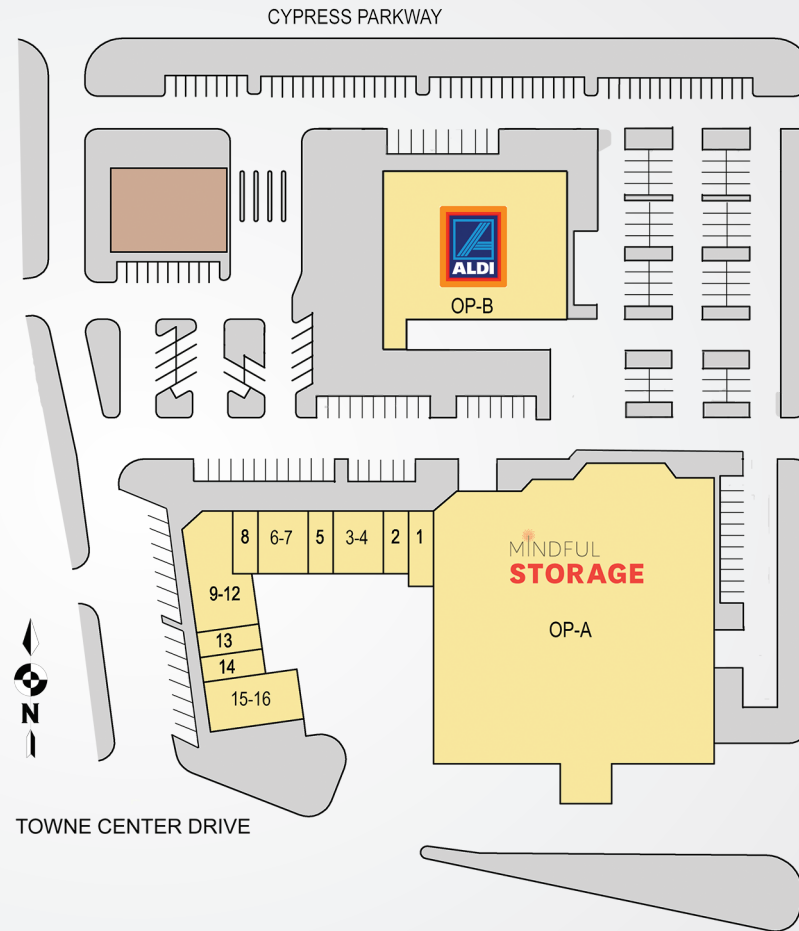 CYPRESS PARKWAY
ALDI
OP-B
8
6-7
5
3-4
2
1
MINDFUL
STORAGE
9-12
OP-A
13
14
15-16
N
TOWNE CENTER DRIVE